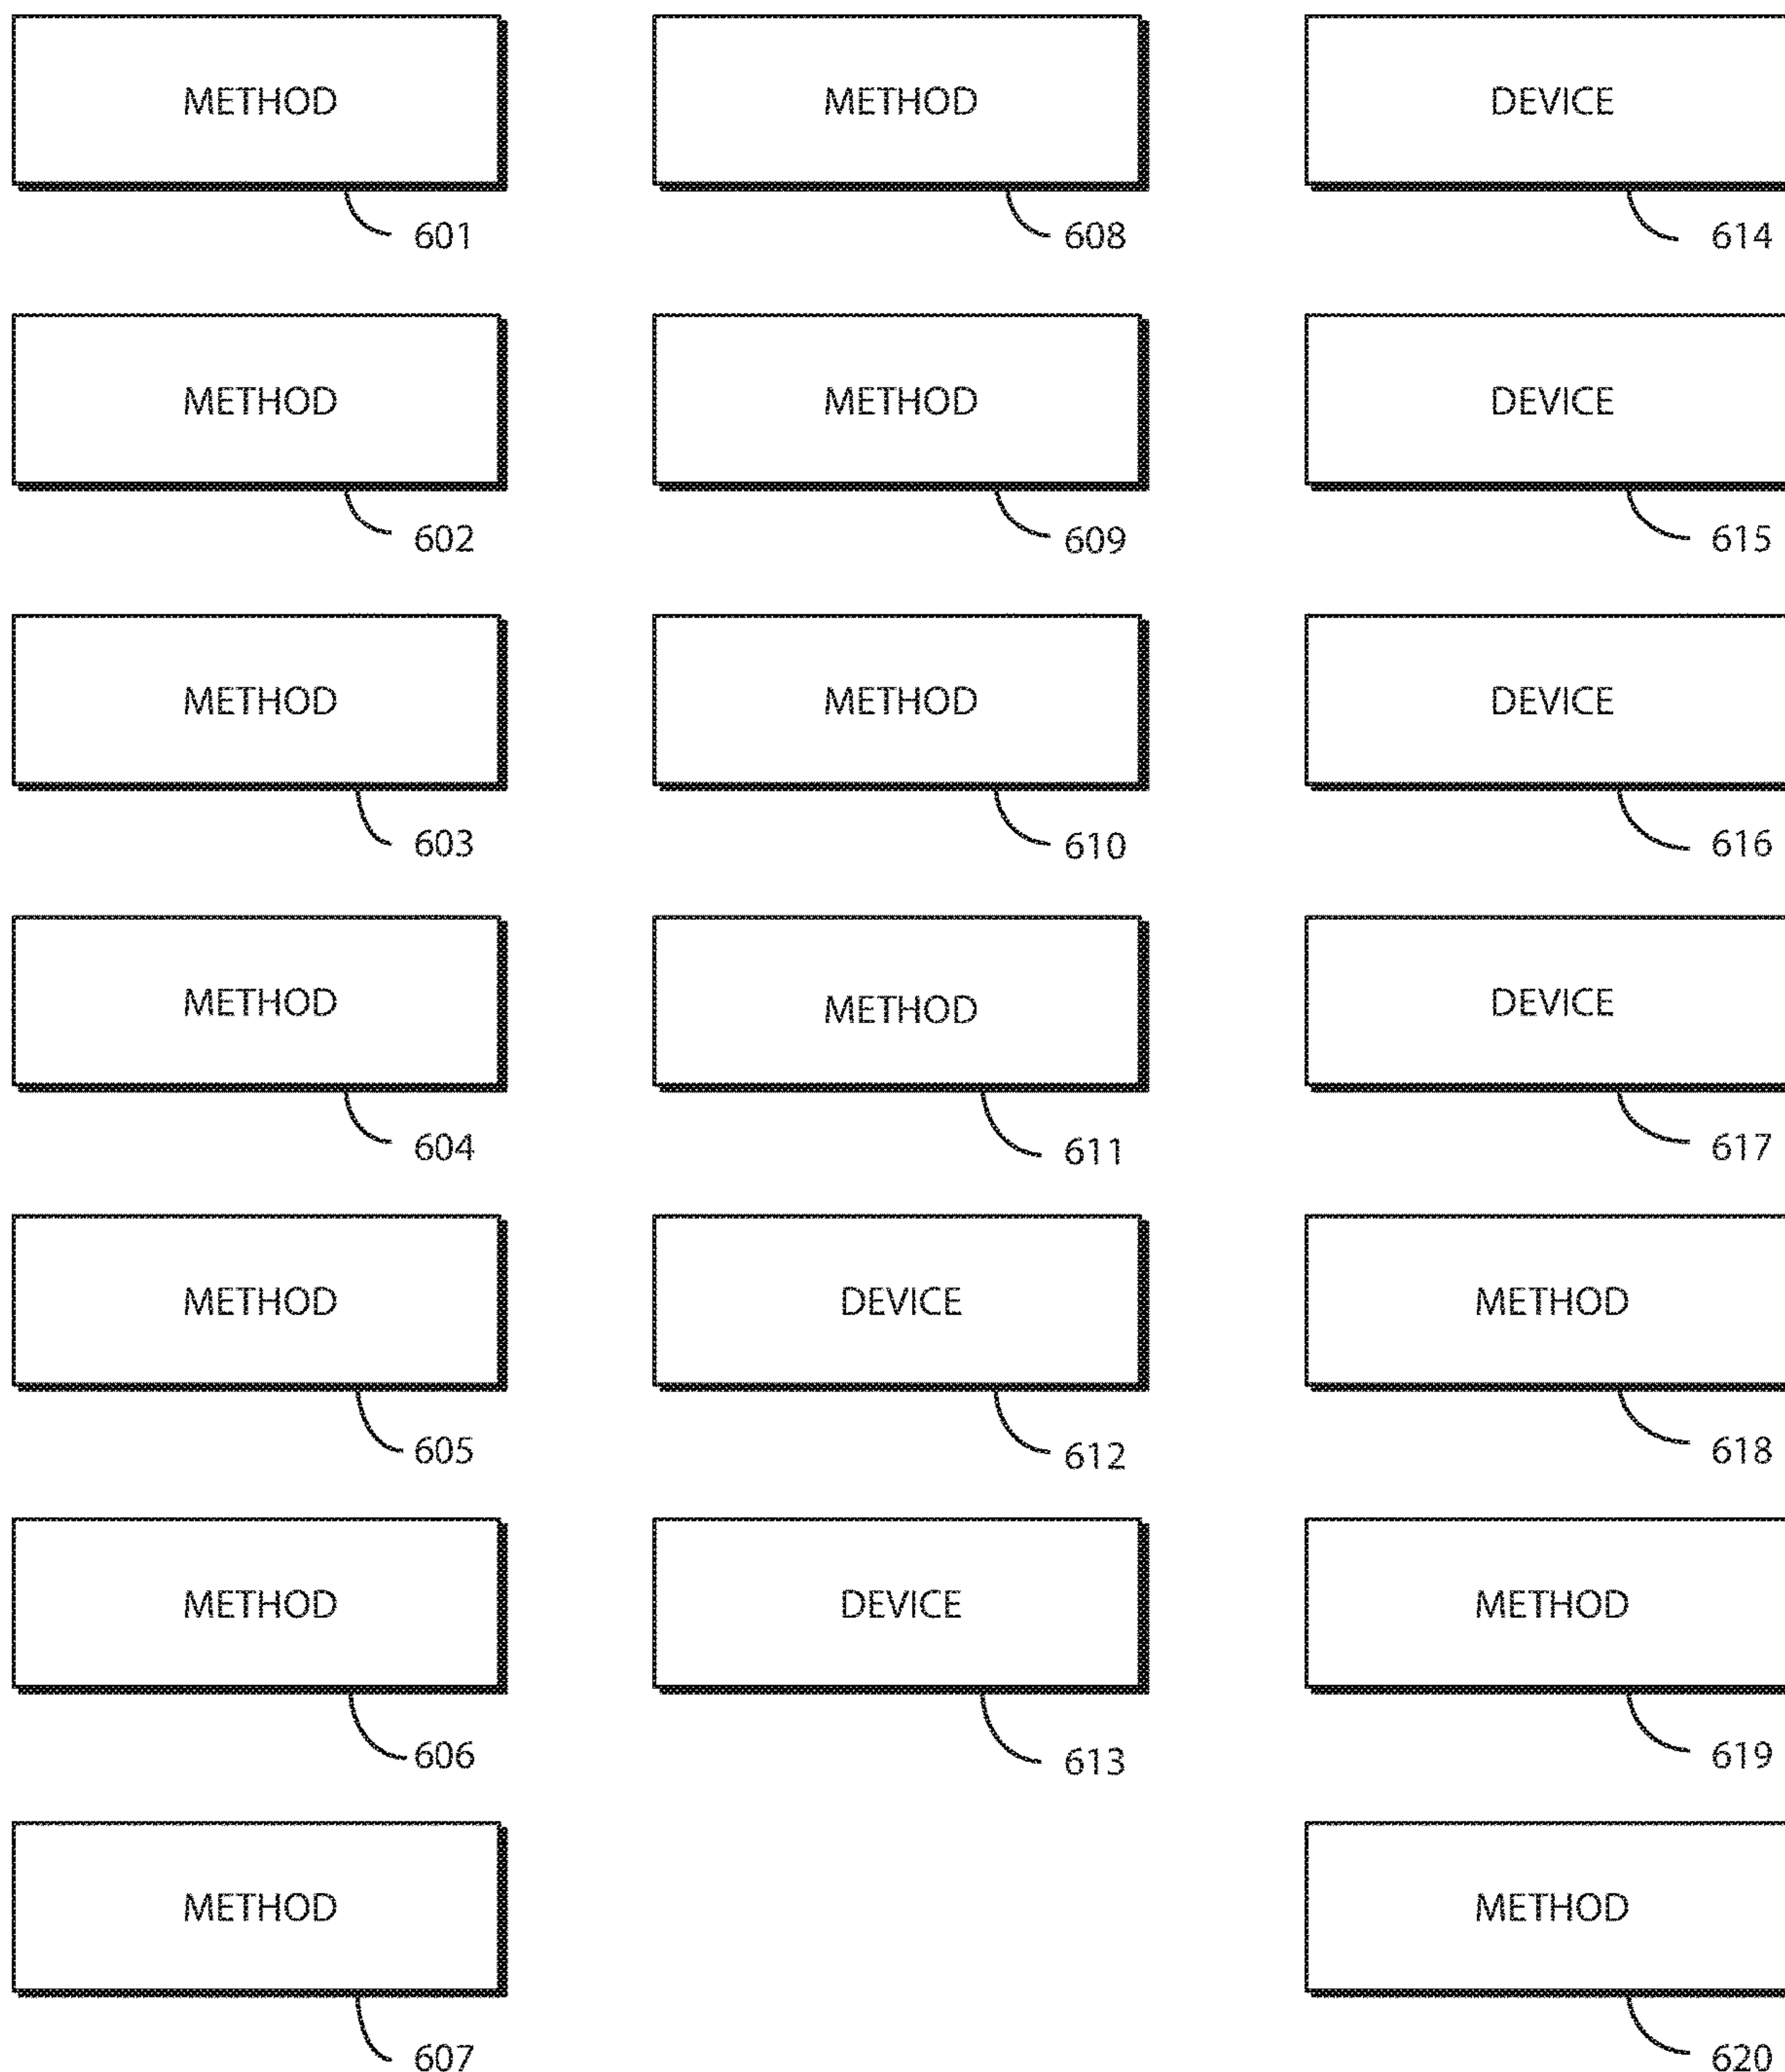 METHOD
601
METHOD
602
METHOD
603
METHOD
604
METHOD
605
METHOD
606
METHOD
607
METHOD
608
METHOD
609
METHOD
610
METHOD
611
DEVICE
612
DEVICE
613
DEVICE
614
DEVICE
615
DEVICE
616
DEVICE
617
METHOD
618
METHOD
619
METHOD
620